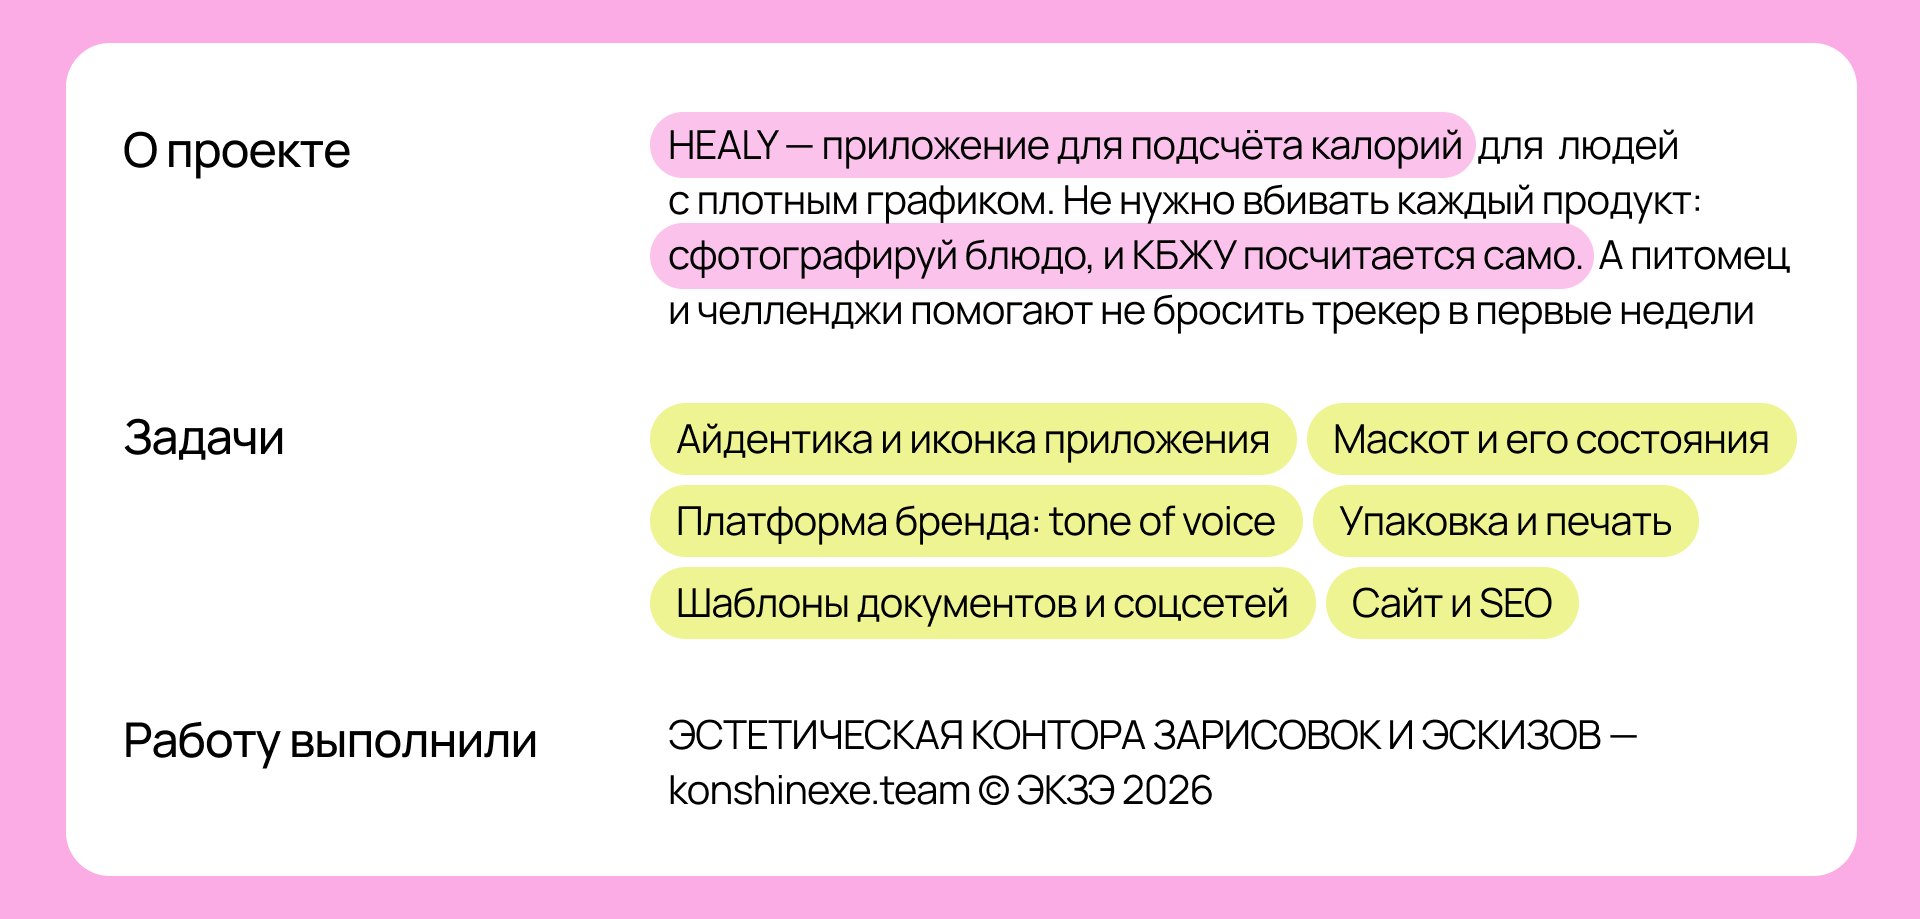 О проекте
HEALY — приложение для подсчёта калорий для людей
с плотным графиком. Не нужно вбивать каждый продукт:
сфотографируй блюдо, и КБЖУ посчитается само. А питомец
и челленджи помогают не бросить трекер в первые недели
Задачи
Айдентика и иконка приложения
Маскот и его состояния
Платформа бренда: tone of voice
Упаковка и печать
Шаблоны документов и соцсетей
Сайт и SEO
Работу выполнили
ЭСТЕТИЧЕСКАЯ КОНТОРА ЗАРИСОВОК И ЭСКИЗОВ —
konshinexe.team © ЭКЗЭ 2026